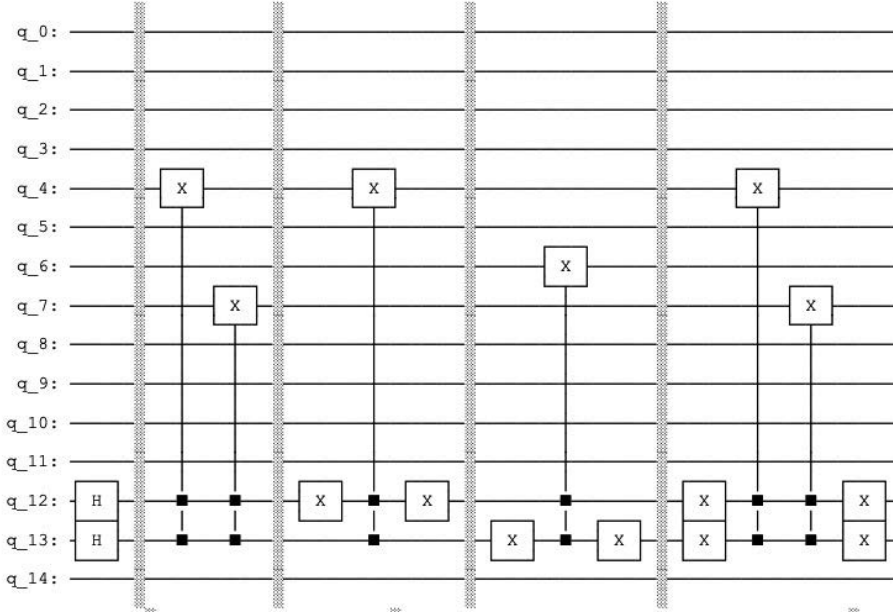 q_0:
q_1:
q_2:
q_3:
q_4: X X X
q_5:
q_6: X
q_7: X X
q_8:
q_9:
q_10:
q_11:
q_12: H X X X X
q_13: H X X X X
q_14: